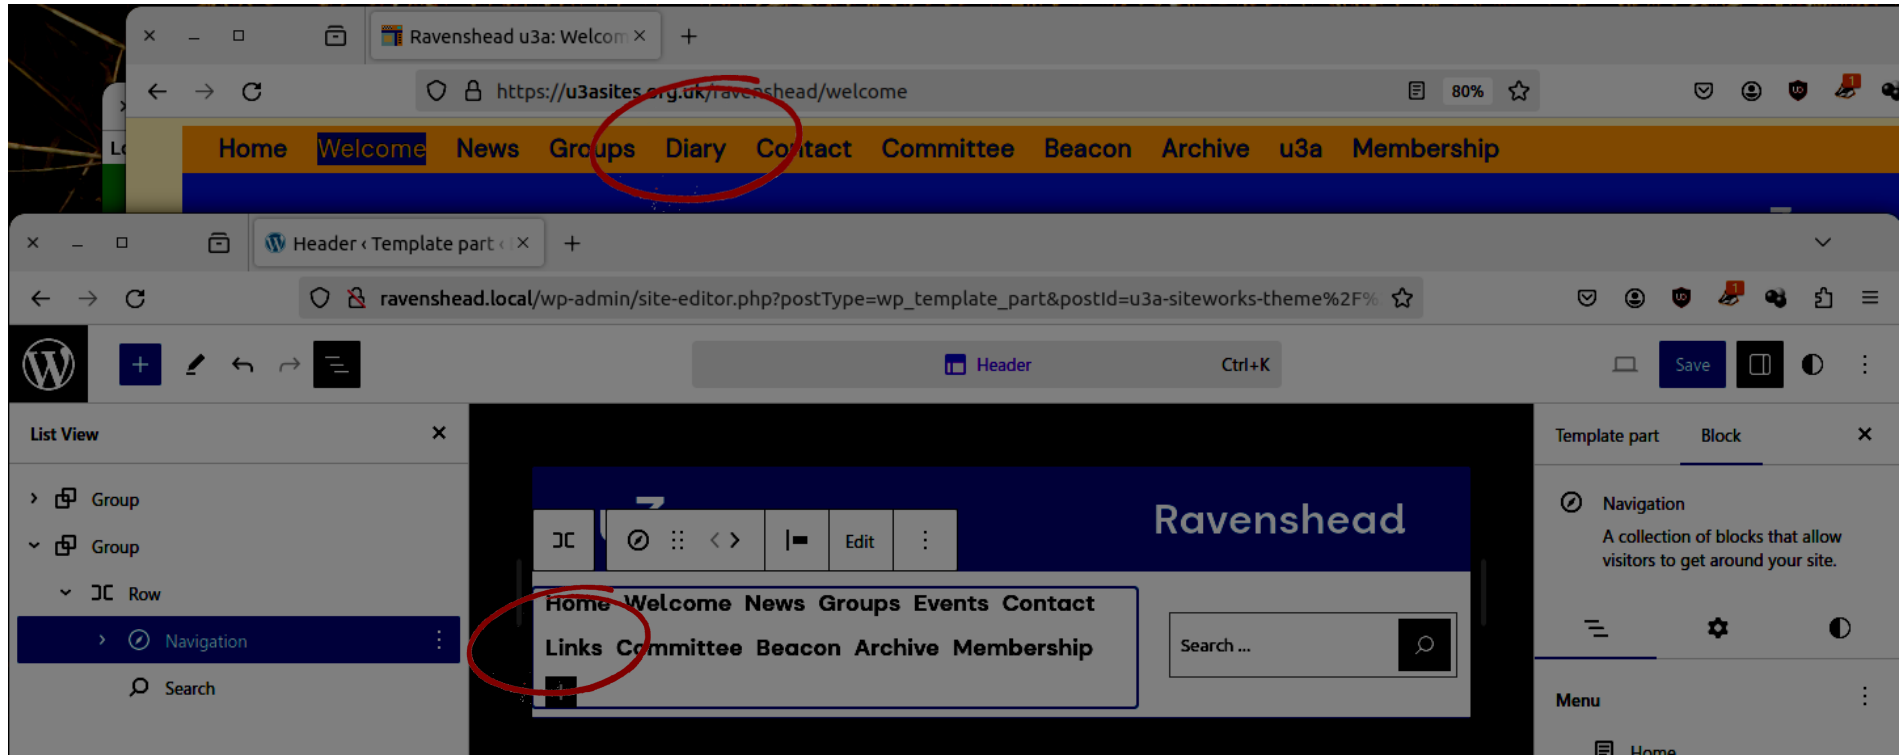 Ravenshead u3a: Welcom
https://u3asites.org.uk/ravenshead/welcome
80%
1
Home Welcome News Groups Diary Contact Committee Beacon Archive u3a Membership
Header ‹ Template part ‹
ravenshead.local/wp-admin/site-editor.php?postType=wp_template_part&postId=u3a-siteworks-theme%2F%
1
Header Ctrl+K
Save
List View
Template part Block
Group
Group
Row
Navigation
Search
Ravenshead
Edit
Home Welcome News Groups Events Contact
Links Committee Beacon Archive Membership
Search ...
Navigation
A collection of blocks that allow
visitors to get around your site.
Menu
Home